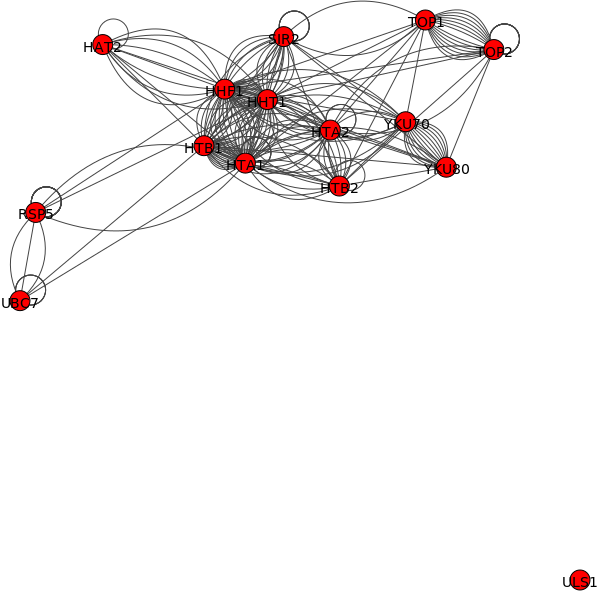 TOP1
SIR2
HAT2
TOP2
HHF1
HHT1
YKU70
HTA2
HTB1
HTA1
YKU80
HTB2
RSP5
UBC7
ULS1